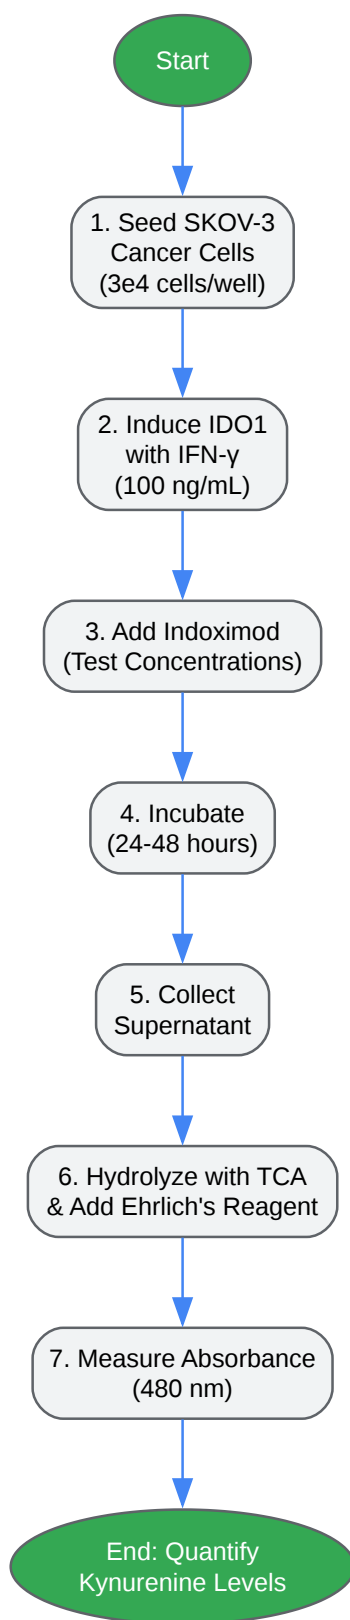 Start
1. Seed SKOV-3
Cancer Cells
(3e4 cells/well)
2. Induce IDO1
with IFN-γ
(100 ng/mL)
3. Add Indoximod
(Test Concentrations)
4. Incubate
(24-48 hours)
5. Collect
Supernatant
6. Hydrolyze with TCA
& Add Ehrlich's Reagent
7. Measure Absorbance
(480 nm)
End: Quantify
Kynurenine Levels